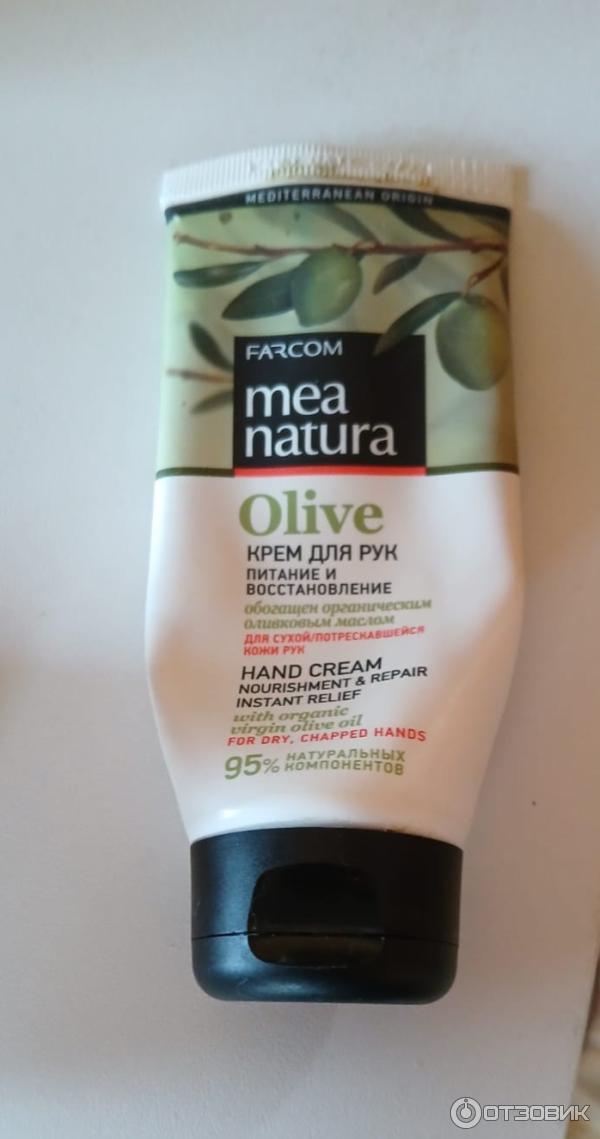 MEDITERRANEAN ORIGIN
FARCOM
mea
natura
Olive
КРЕМ ДЛЯ РУК
ПИТАНИЕ И
ВОССТАНОВЛЕНИЕ
обогащен органическим
оливковым маслом
ДЛЯ СУХОЙ/ПОТРЕСКАВШЕЙСЯ
КОЖИ РУК
HAND CREAM
NOURISHMENT & REPAIR
INSTANT RELIEF
with organic
virgin olive oil
FOR DRY, CHAPPED HANDS
95% НАТУРАЛЬНЫХ
КОМПОНЕНТОВ
ОТЗОВИК